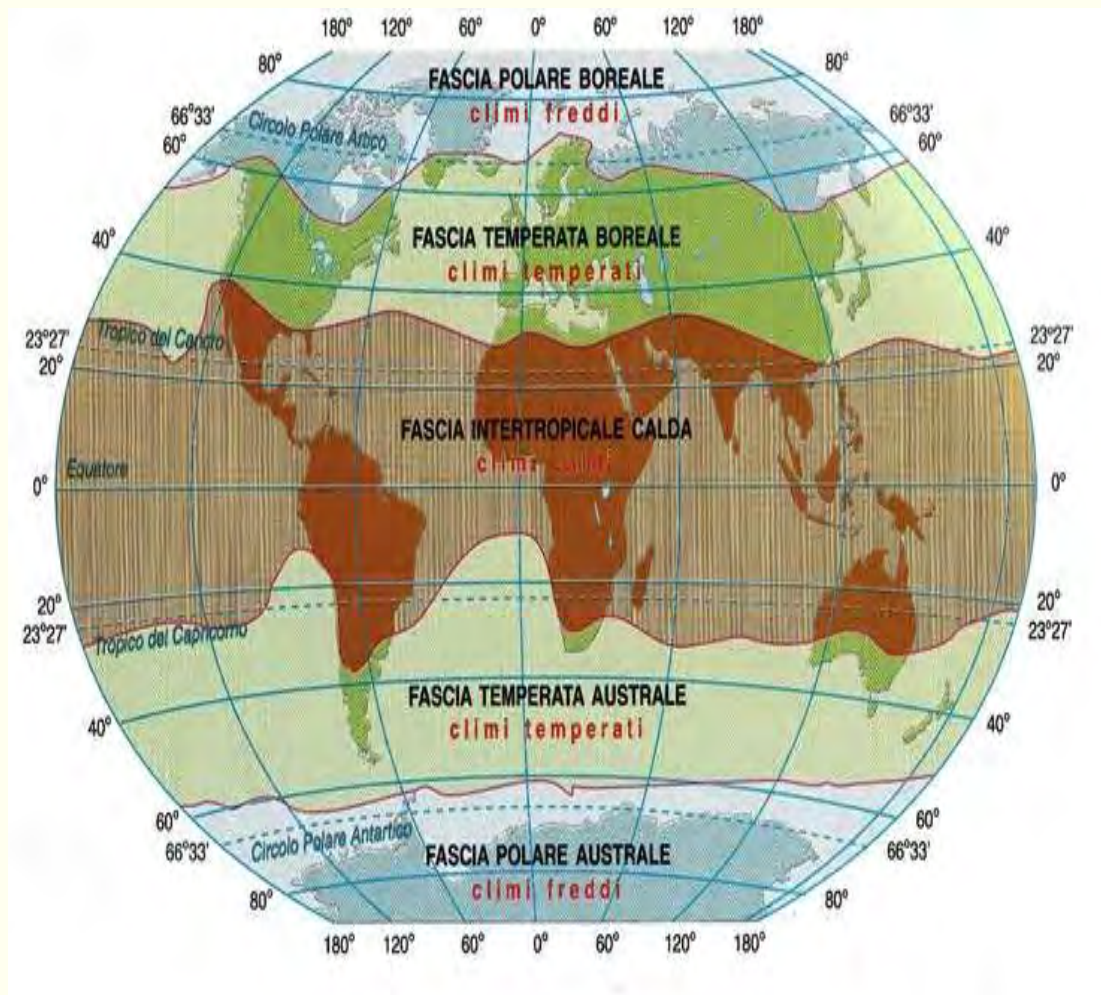 180° 120° 60° 0° 60° 120° 180°
80° 80°
FASCIA POLARE BOREALE
climi freddi
66°33' 66°33'
Circolo Polare Artico
60° 60°
FASCIA TEMPERATA BOREALE
40° 40°
climi temperati
Tropico del Cancro
23°27' 23°27'
20° 20°
FASCIA INTERTROPICALE CALDA
climi
Equatore
0° 0°
20° 20°
23°27' 23°27'
Tropico del Capricorno
FASCIA TEMPERATA AUSTRALE
40° 40°
climi temperati
60° 60°
Circolo Polare Antartico
66°33' 66°33'
FASCIA POLARE AUSTRALE
climi freddi
80° 80°
180° 120° 60° 0° 60° 120° 180°